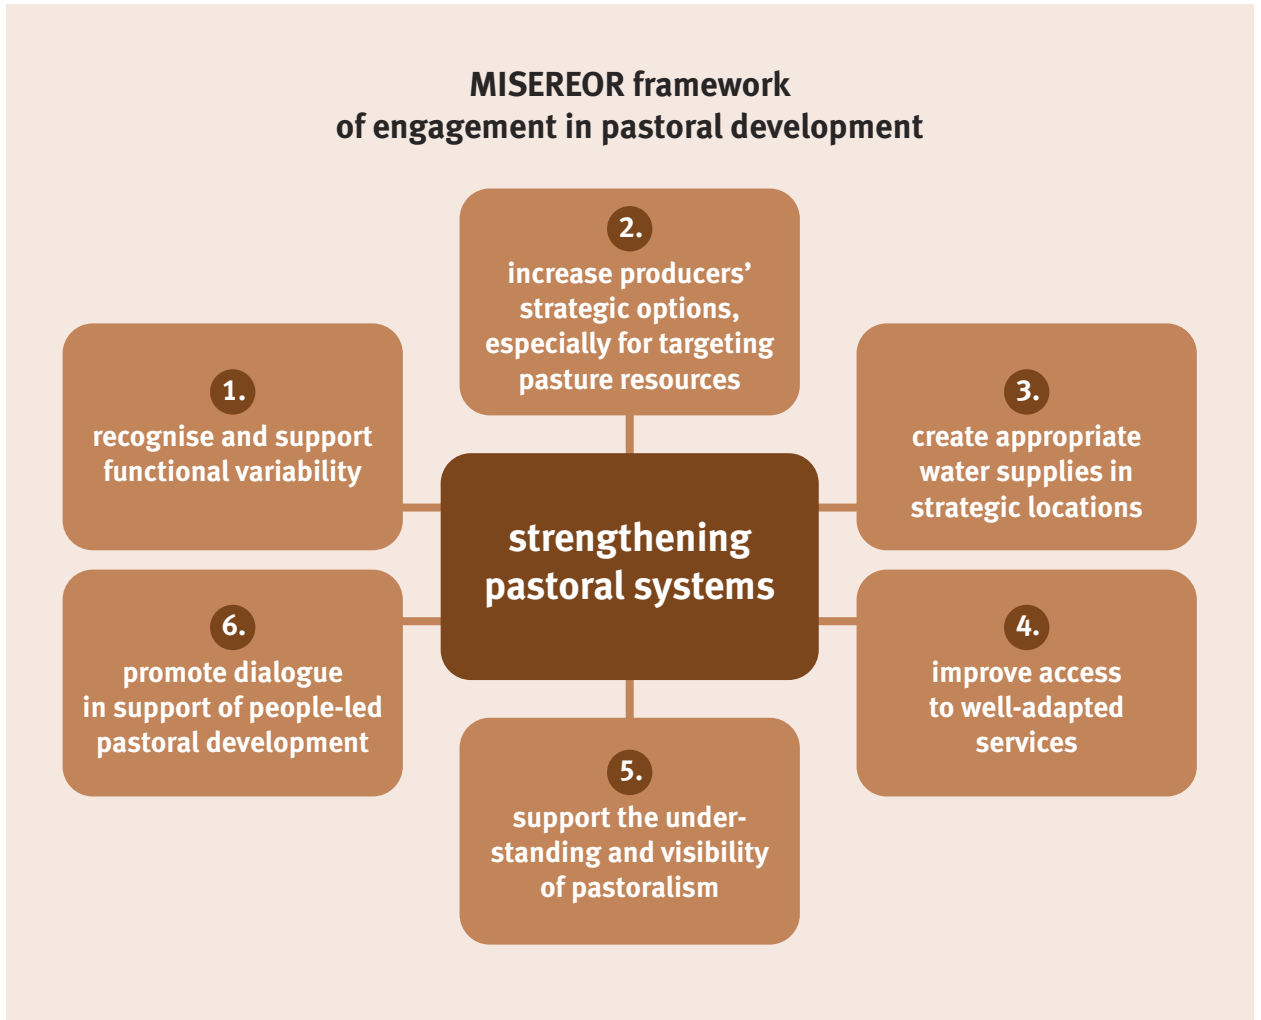 MISEREOR framework
of engagement in pastoral development
1.
recognise and support
functional variability
2.
increase producers’
strategic options,
especially for targeting
pasture resources
3.
create appropriate
water supplies in
strategic locations
strengthening
pastoral systems
4.
improve access
to well-adapted
services
5.
support the under-
standing and visibility
of pastoralism
6.
promote dialogue
in support of people-led
pastoral development